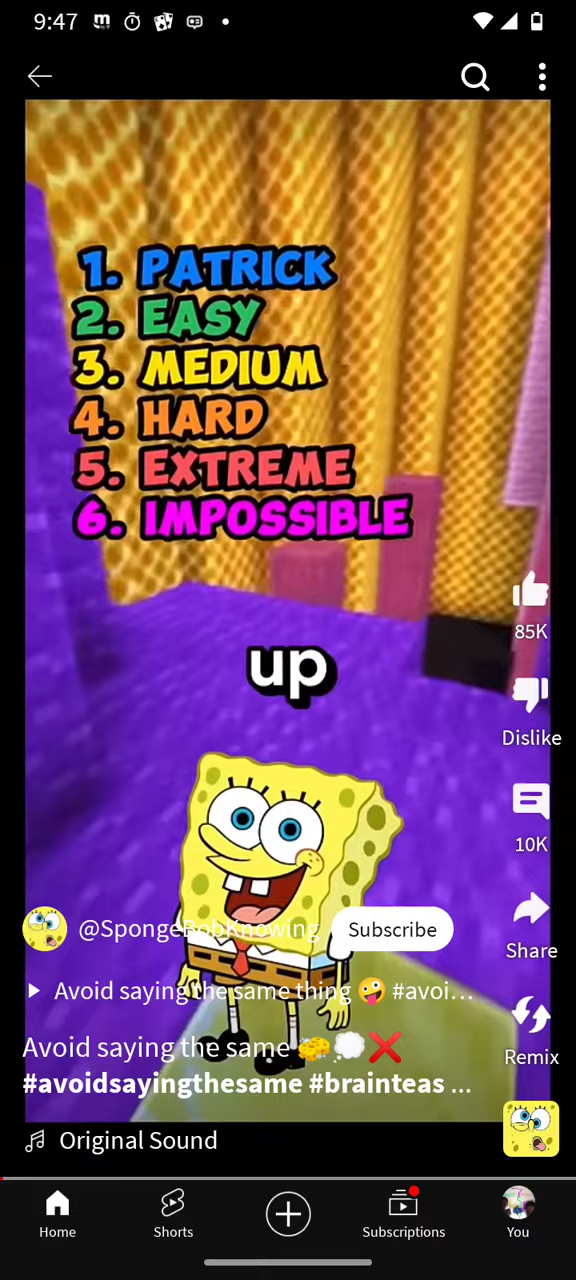 9:47
1. PATRICK
2. EASY
3. MEDIUM
4. HARD
5. EXTREME
6. IMPOSSIBLE
85K
up
Dislike
10K
@SpongeBobKnowing
Subscribe
Share
Avoid saying the same thing 🤪 #avoi...
Avoid saying the same 🧽💭❌
Remix
#avoidsayingthesame #brainteas ...
Original Sound
Home
Shorts
Subscriptions
You